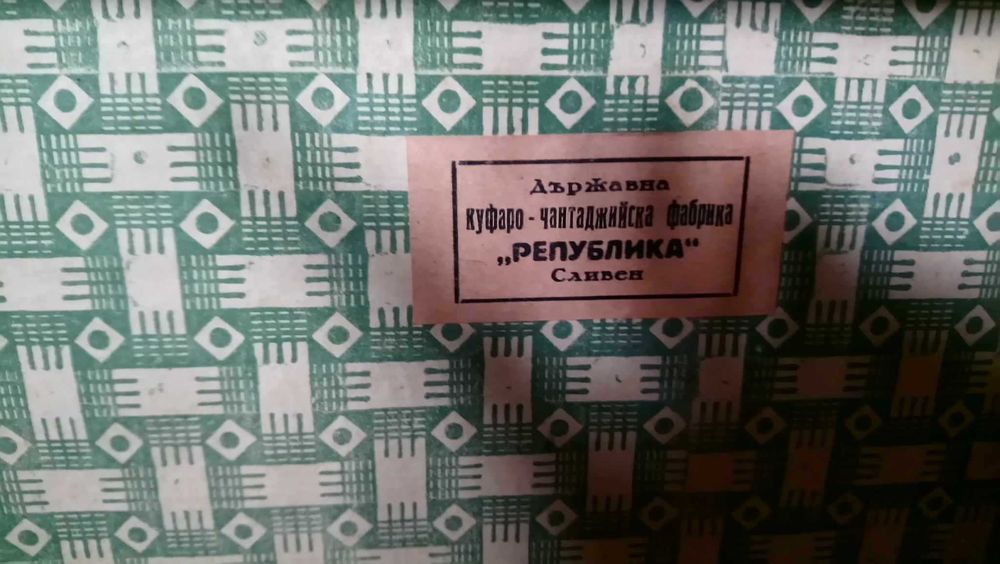 Държавна
куфаро - чантаджийска фабрика
„РЕПУБЛИКА“
Сливен